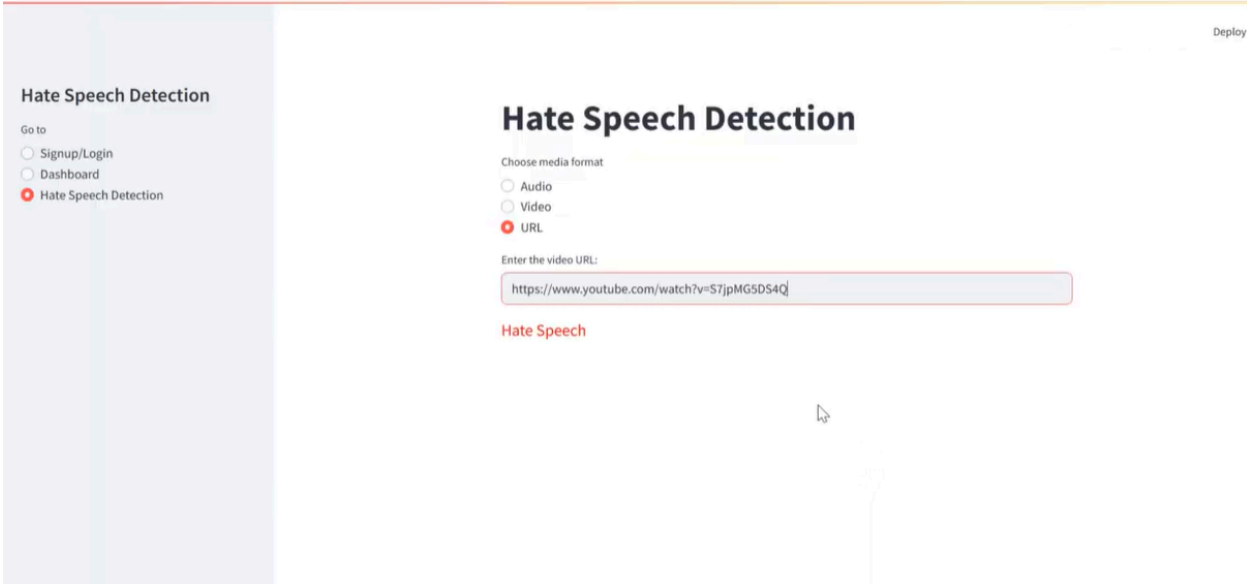 Deploy
Hate Speech Detection
Go to
Signup/Login
Dashboard
Hate Speech Detection
Hate Speech Detection
Choose media format
Audio
Video
URL
Enter the video URL:
https://www.youtube.com/watch?v=S7jpMG5DS4Q
Hate Speech